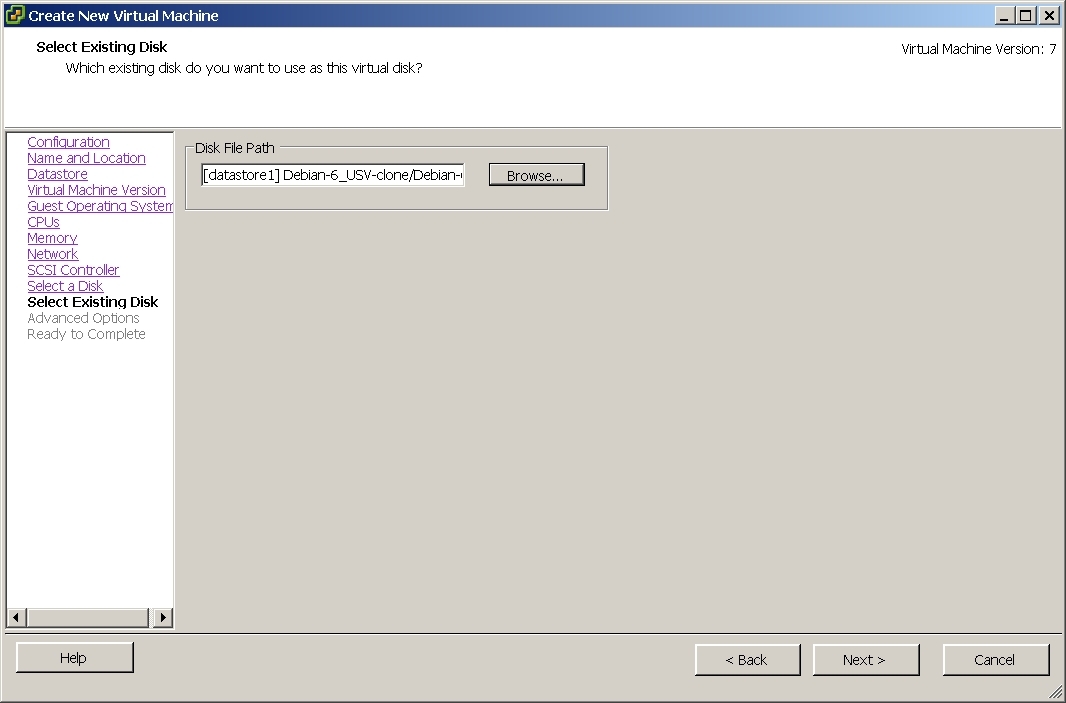 Create New Virtual Machine
Select Existing Disk
Virtual Machine Version: 7
Which existing disk do you want to use as this virtual disk?
Configuration
Name and Location
Datastore
Virtual Machine Version
Guest Operating System
CPUs
Memory
Network
SCSI Controller
Select a Disk
Select Existing Disk
Advanced Options
Ready to Complete
Disk File Path
[datastore1] Debian-6_USV-clone/Debian-
Browse...
Help
< Back
Next >
Cancel